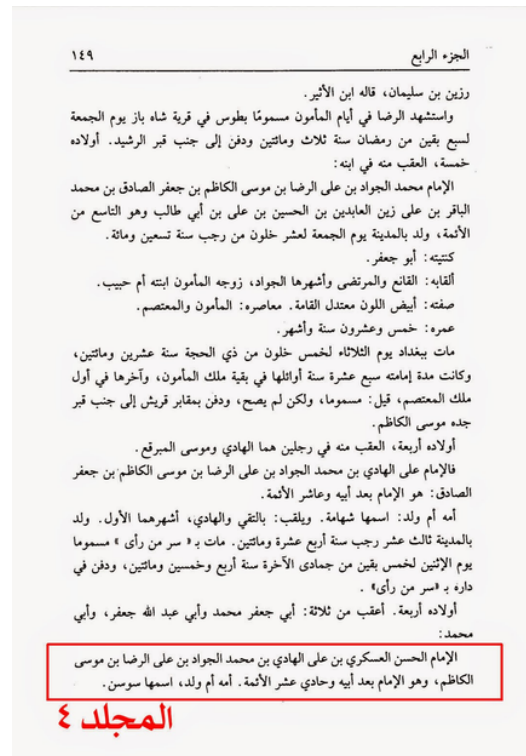 الجزء الرابع ١٤٩
رزين بن سليمان، قاله ابن الأثير.
واستشهد الرضا في أيام المأمون مسمومًا بطوس في قرية شاه باز يوم الجمعة
لسبع بقين من رمضان سنة ثلاث ومائتين ودفن إلى جنب قبر الرشيد. أولاده
خمسة، العقب منه في ابنه:
الإمام محمد الجواد بن على الرضا بن موسى الكاظم بن جعفر الصادق بن محمد
الباقر بن على زين العابدين بن الحسين بن على بن أبي طالب وهو التاسع من
الأئمة، ولد بالمدينة يوم الجمعة لعشر خلون من رجب سنة تسعين ومائة.
كنتيته: أبو جعفر.
ألقابه: القانع والمرتضى وأشهرها الجواد، زوجه المأمون ابنته أم حبيب.
صفته: أبيض اللون معتدل القامة. معاصره: المأمون والمعتصم.
عمره: خمس وعشرون سنة وأشهر.
مات ببغداد يوم الثلاثاء لخمس خلون من ذي الحجة سنة عشرين ومائتين،
وكانت مدة إمامته سبع عشرة سنة أوائلها في بقية ملك المأمون، وآخرها في أول
ملك المعتصم، قيل: مسموما، ولكن لم يصح، ودفن بمقابر قريش إلى جنب قبر
جده موسى الكاظم.
أولاده أربعة، العقب منه في رجلين هما الهادي وموسى المبرقع.
فالإمام على الهادي بن محمد الجواد بن على الرضا بن موسى الكاظم بن جعفر
الصادق: هو الإمام بعد أبيه وعاشر الأئمة.
أمه أم ولد: اسمها شهامة. ويلقب: بالتقي والهادي، أشهرهما الأول. ولد
بالمدينة ثالث عشر رجب سنة أربع عشرة ومائتين. مات بـ « سر من رأى » مسموما
يوم الإثنين لخمس بقين من جمادى الآخرة سنة أربع وخمسين ومائتين، ودفن في
داره بـ «سر من رأى» .
أولاده أربعة. أعقب من ثلاثة: أبي جعفر محمد وأبي عبد الله جعفر، وأبي
محمد:
الإمام الحسن العسكري بن على الهادي بن محمد الجواد بن على الرضا بن موسى
الكاظم، وهو الإمام بعد أبيه وحادي عشر الأئمة. أمه أم ولد، اسمها سوسن.
المجلد ٤